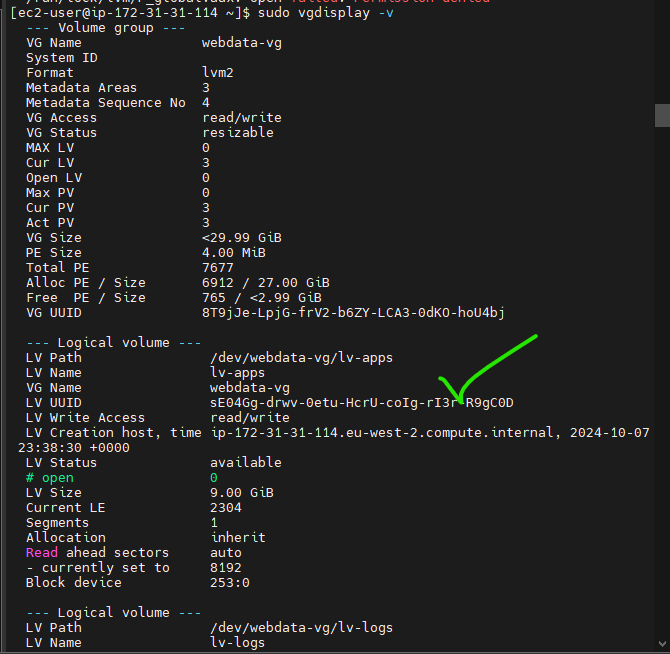 [ec2-user@ip-172-31-31-114 ~]$ sudo vgdisplay -v
--- Volume group ---
VG Name webdata-vg
System ID
Format lvm2
Metadata Areas 3
Metadata Sequence No 4
VG Access read/write
VG Status resizable
MAX LV 0
Cur LV 3
Open LV 0
Max PV 0
Cur PV 3
Act PV 3
VG Size <29.99 GiB
PE Size 4.00 MiB
Total PE 7677
Alloc PE / Size 6912 / 27.00 GiB
Free PE / Size 765 / <2.99 GiB
VG UUID 8T9jJe-LpjG-frV2-b6ZY-LCA3-0dKO-hoU4bj
--- Logical volume ---
LV Path /dev/webdata-vg/lv-apps
LV Name lv-apps
VG Name webdata-vg
LV UUID sE04Gg-drwv-0etu-HcrU-coIg-rI3r-R9gC0D
LV Write Access read/write
LV Creation host, time ip-172-31-31-114.eu-west-2.compute.internal, 2024-10-07
23:38:30 +0000
LV Status available
# open 0
LV Size 9.00 GiB
Current LE 2304
Segments 1
Allocation inherit
Read ahead sectors auto
- currently set to 8192
Block device 253:0
--- Logical volume ---
LV Path /dev/webdata-vg/lv-logs
LV Name lv-logs